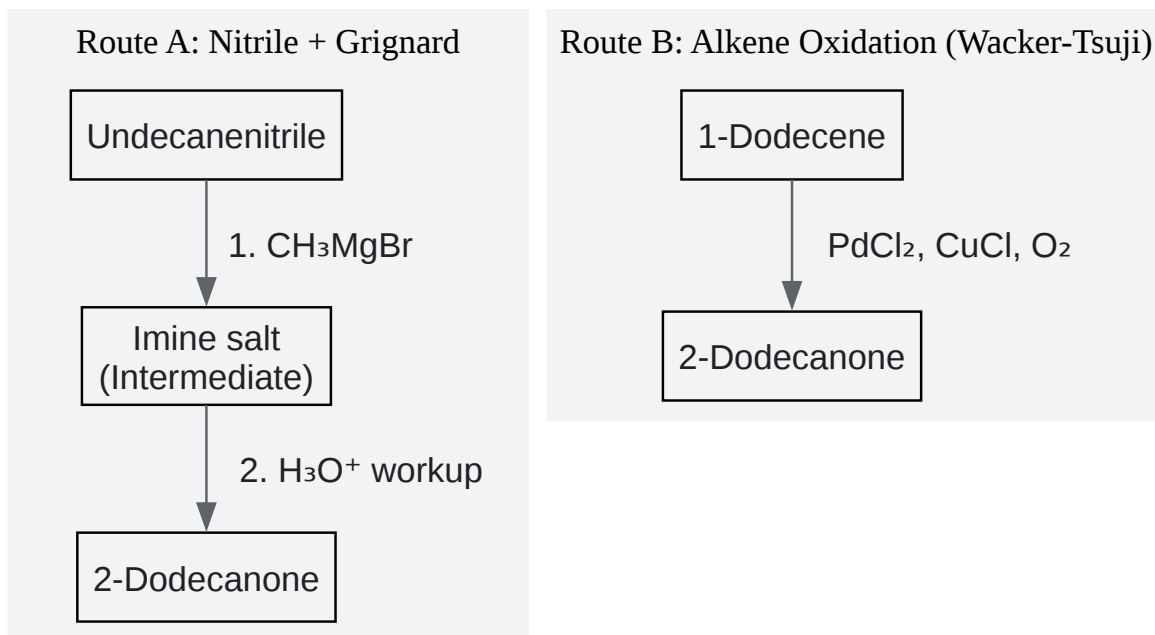 Route A: Nitrile + Grignard
Undecanenitrile
1. CH₃MgBr
Imine salt
(Intermediate)
2. H₃O⁺ workup
2-Dodecanone
Route B: Alkene Oxidation (Wacker-Tsuji)
1-Dodecene
PdCl₂, CuCl, O₂
2-Dodecanone